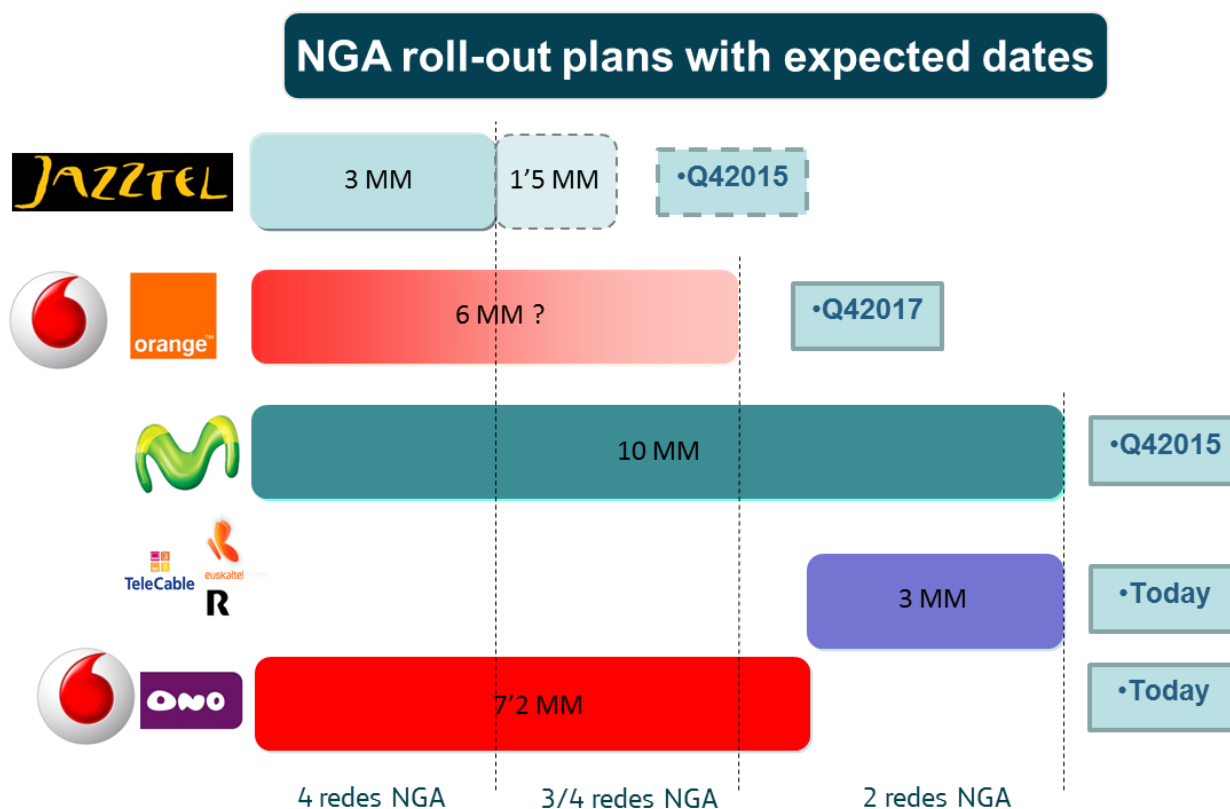 NGA roll-out plans with expected dates
JAZZTEL
3 MM
1'5 MM
•Q42015
orange™
6 MM ?
•Q42017
10 MM
•Q42015
TeleCable
euskaltel
R
3 MM
•Today
ONO
7'2 MM
•Today
4 redes NGA
3/4 redes NGA
2 redes NGA